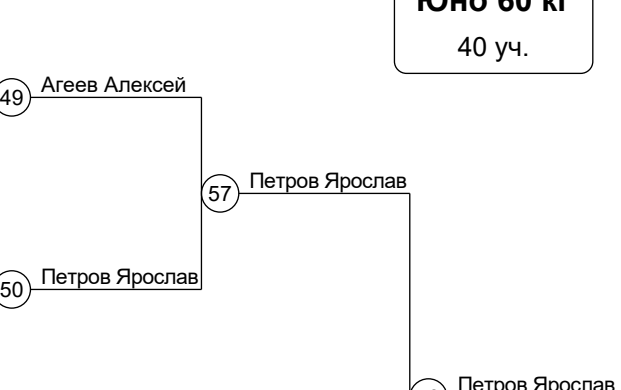 Юно 60 кг
40 уч.
49 Агеев Алексей
57 Петров Ярослав
50 Петров Ярослав
Петров Ярослав